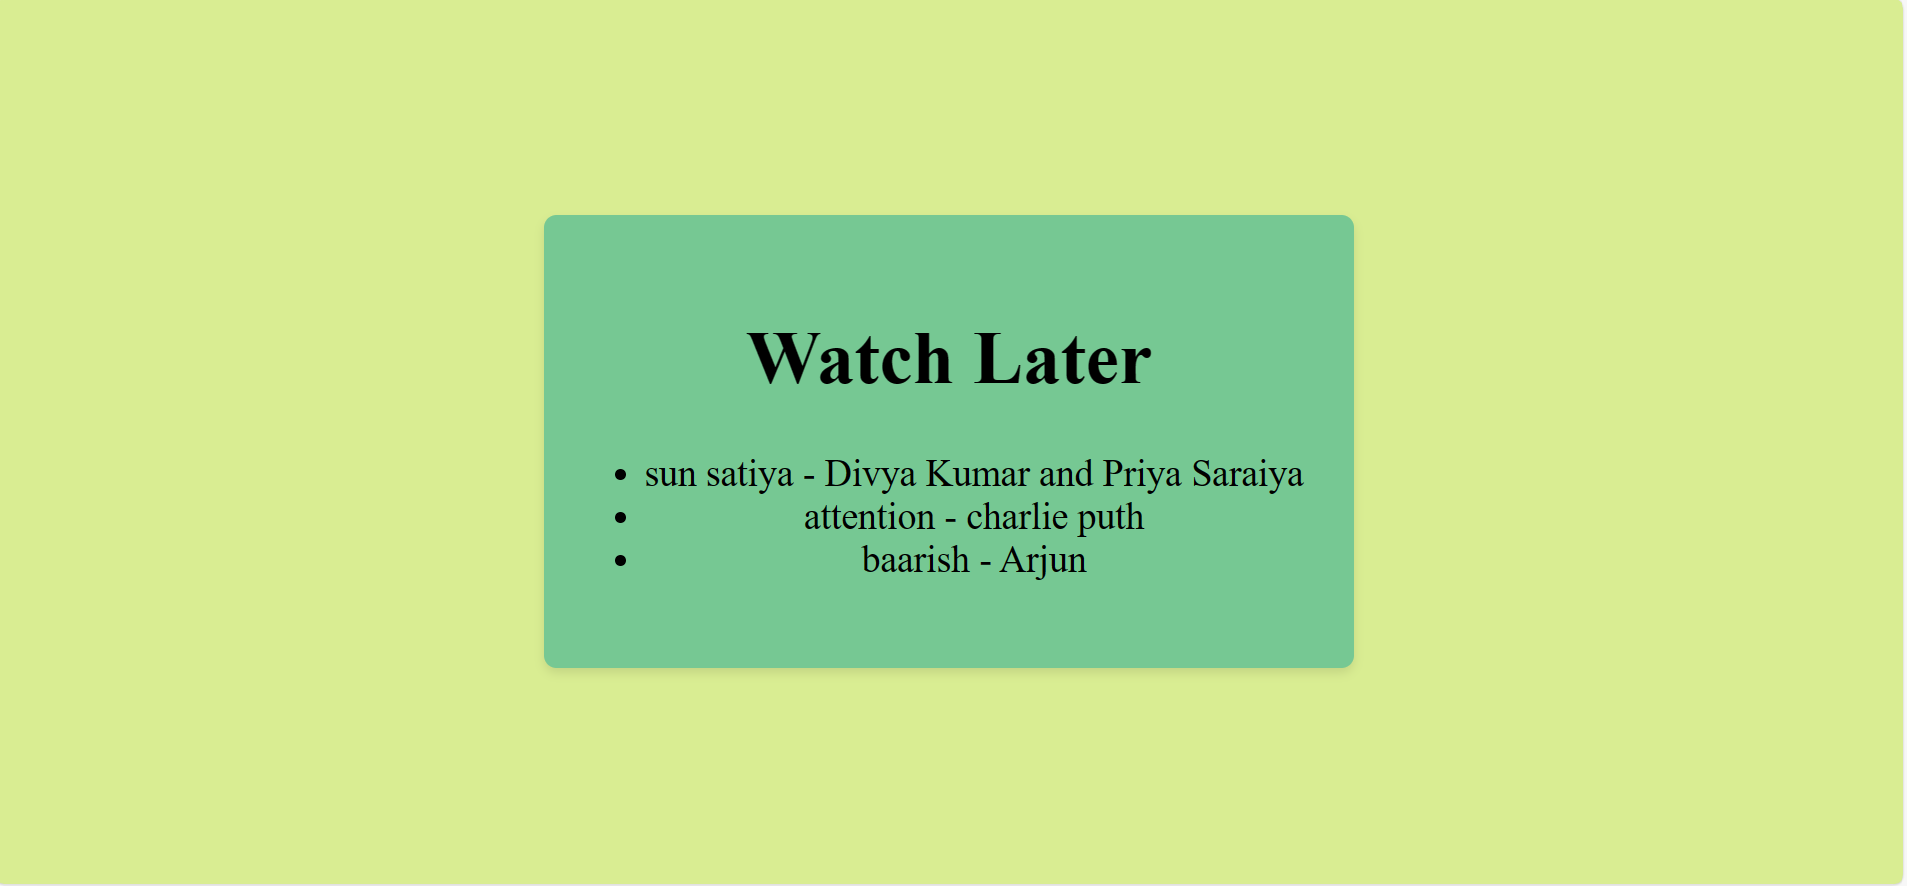 Watch Later
• sun satiya - Divya Kumar and Priya Saraiya
• attention - charlie puth
• baarish - Arjun